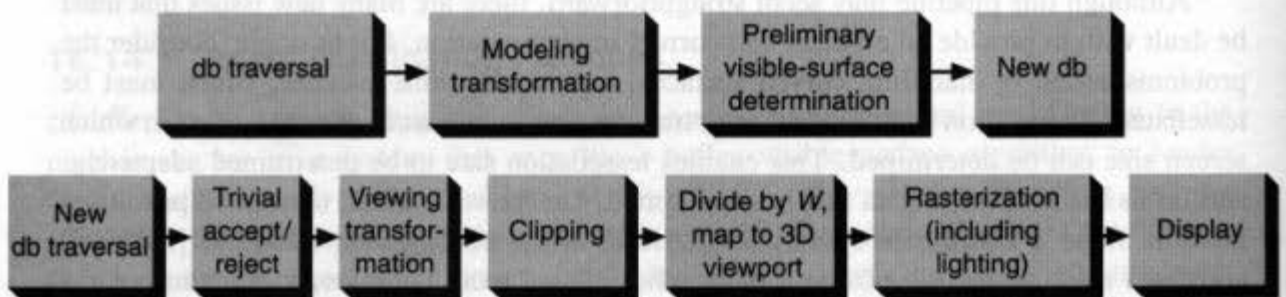 db traversal
Modeling
transformation
Preliminary
visible-surface
determination
New db
New
db traversal
Trivial
accept/
reject
Viewing
transfor-
mation
Clipping
Divide by W,
map to 3D
viewport
Rasterization
(including
lighting)
Display